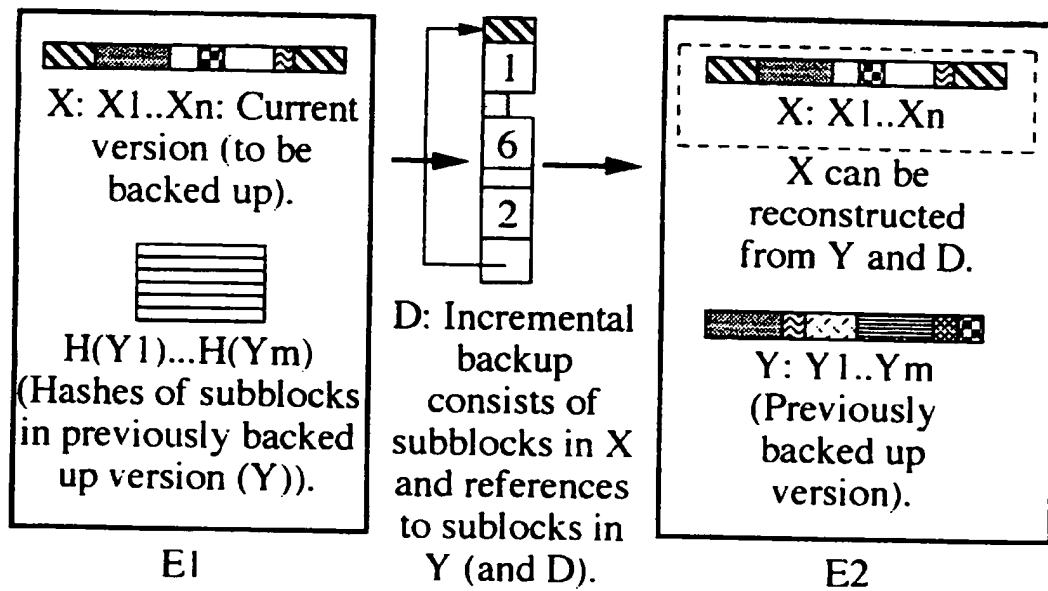 X: X1..Xn: Current
version (to be
backed up).
H(Y1)...H(Ym)
(Hashes of subblocks
in previously backed
up version (Y)).
E1
1
6
2
D: Incremental
backup
consists of
subblocks in X
and references
to sublocks in
Y (and D).
X: X1..Xn
X can be
reconstructed
from Y and D.
Y: Y1..Ym
(Previously
backed up
version).
E2